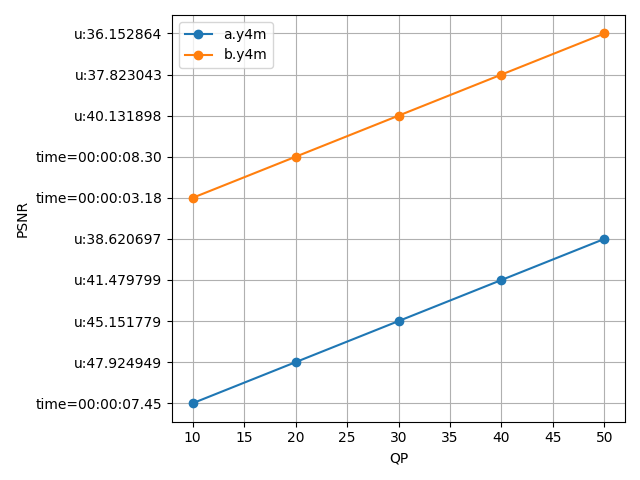 a.y4m
b.y4m
u:36.152864
u:37.823043
u:40.131898
time=00:00:08.30
time=00:00:03.18
u:38.620697
u:41.479799
u:45.151779
u:47.924949
time=00:00:07.45
PSNR
10 15 20 25 30 35 40 45 50
QP